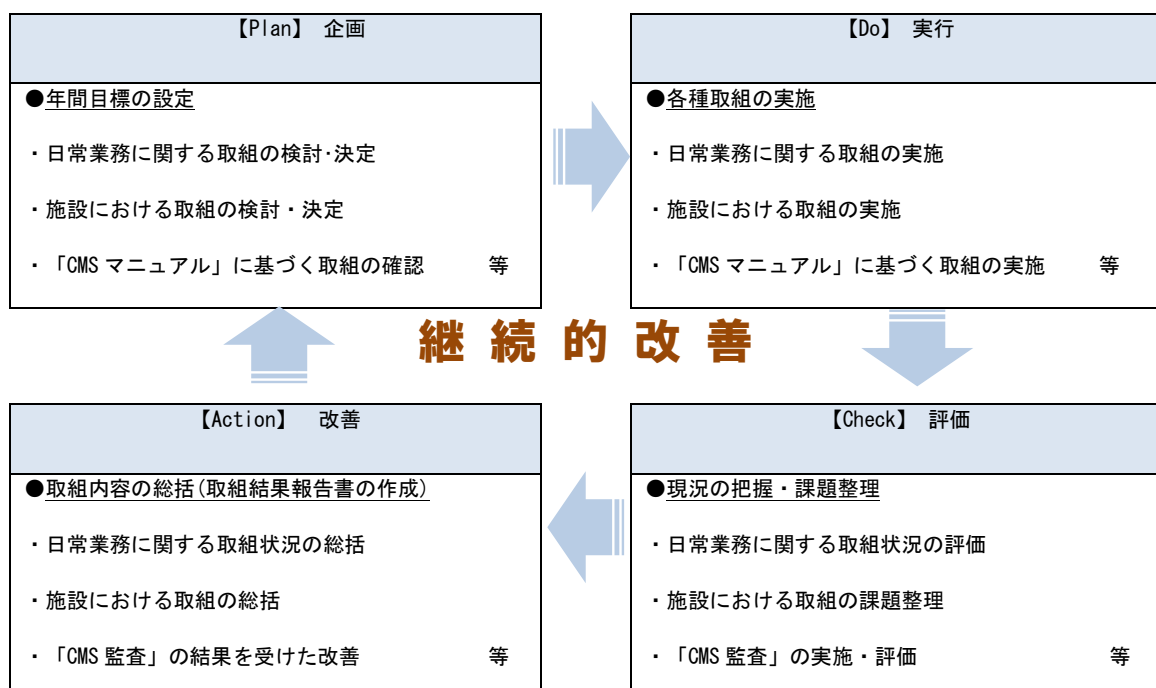 【Plan】 企画
●年間目標の設定
・日常業務に関する取組の検討・決定
・施設における取組の検討・決定
・「CMS マニュアル」に基づく取組の確認 等
【Do】 実行
●各種取組の実施
・日常業務に関する取組の実施
・施設における取組の実施
・「CMS マニュアル」に基づく取組の実施 等
継続的改善
【Action】 改善
●取組内容の総括(取組結果報告書の作成)
・日常業務に関する取組状況の総括
・施設における取組の総括
・「CMS 監査」の結果を受けた改善 等
【Check】 評価
●現況の把握・課題整理
・日常業務に関する取組状況の評価
・施設における取組の課題整理
・「CMS 監査」の実施・評価 等